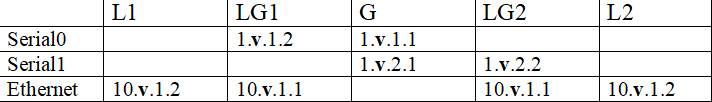 L1 LG1 G LG2 L2
Serial0 1.v.1.2 1.v.1.1
Serial1 1.v.2.1 1.v.2.2
Ethernet 10.v.1.2 10.v.1.1 10.v.1.1 10.v.1.2